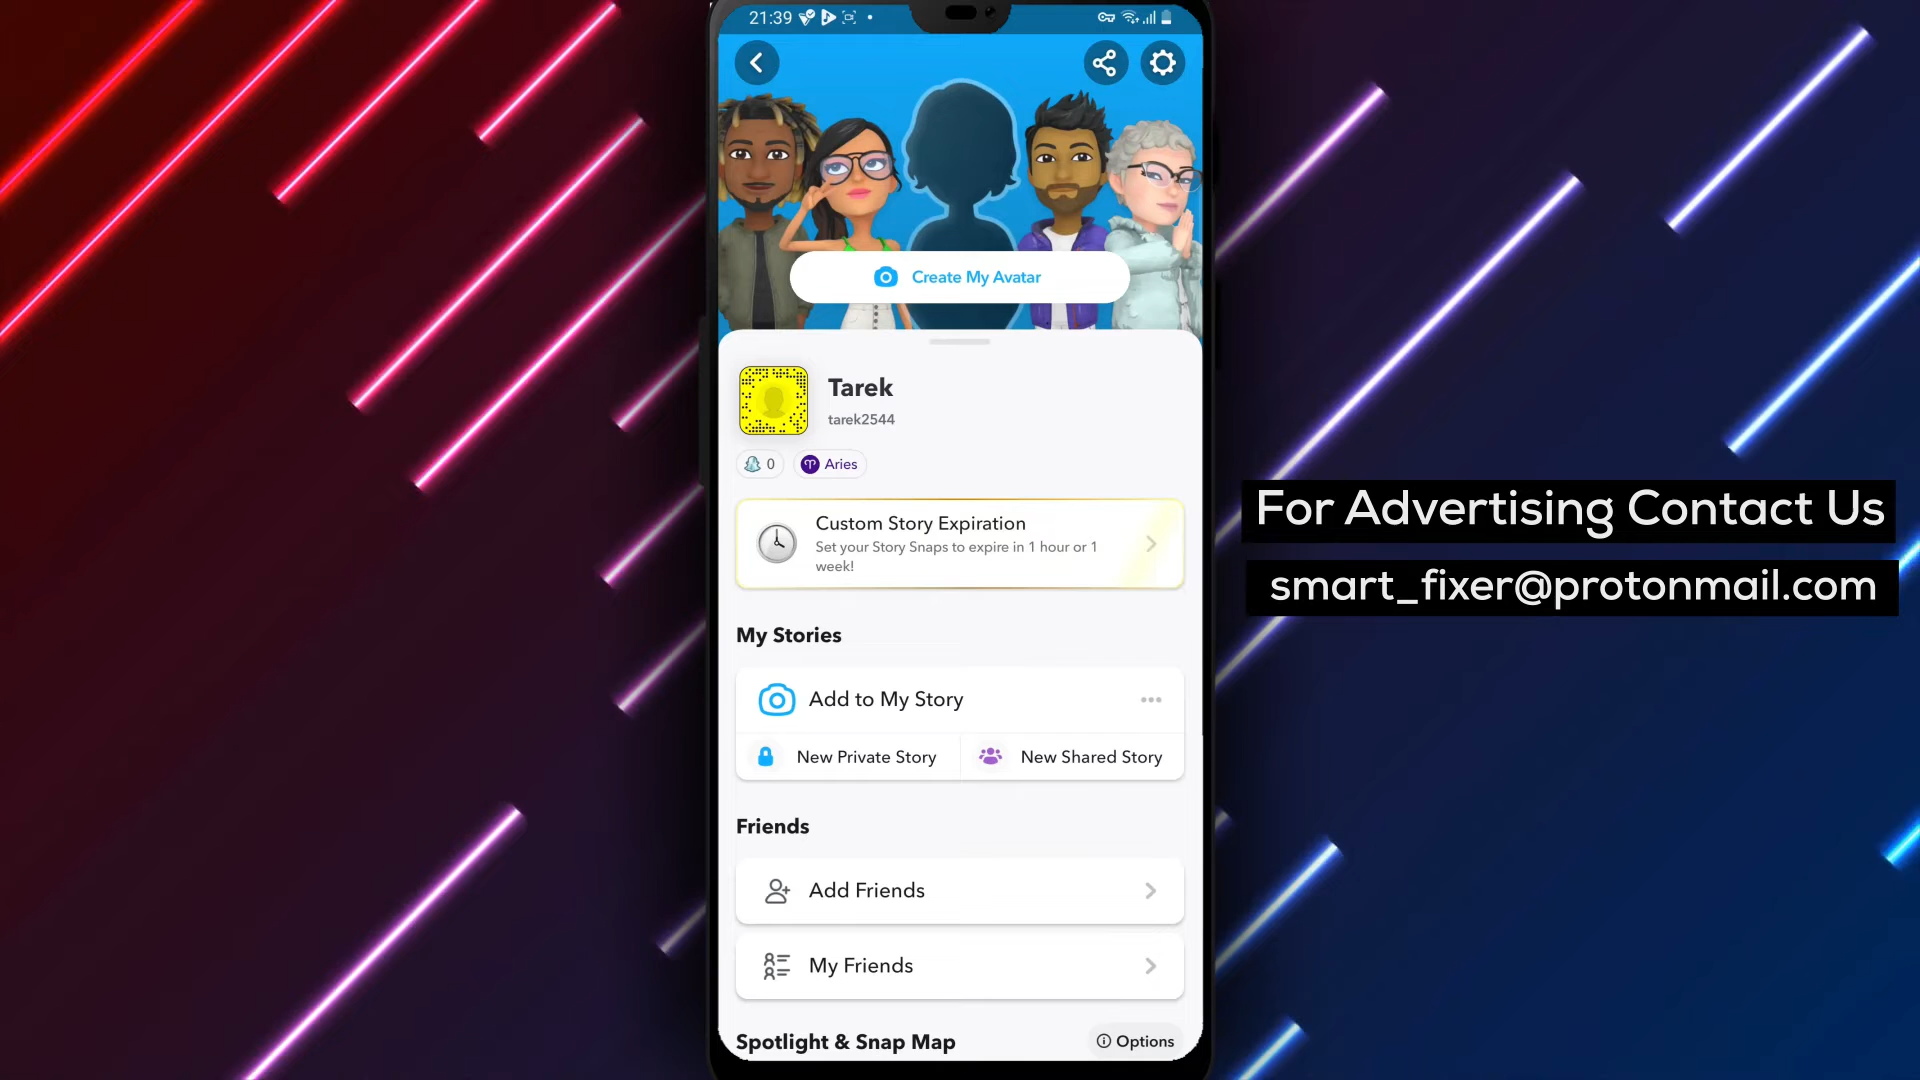 21:39
Create My Avatar
Tarek
tarek2544
0
Aries
Custom Story Expiration
Set your Story Snaps to expire in 1 hour or 1
week!
My Stories
Add to My Story
New Private Story
New Shared Story
Friends
Add Friends
My Friends
Spotlight & Snap Map
Options
For Advertising Contact Us
smart_fixer@protonmail.com